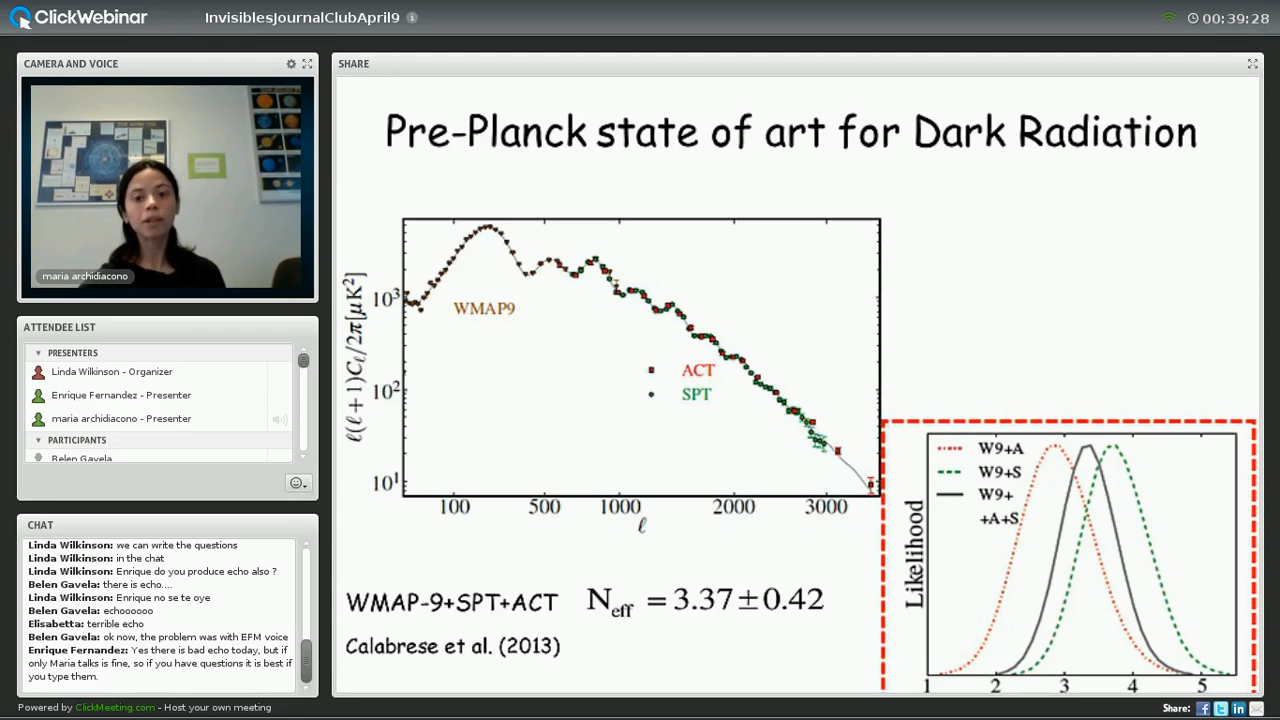 ClickWebinar
InvisiblesJournalClubApril9
00:39:28
CAMERA AND VOICE
maria archidiacono
ATTENDEE LIST
PRESENTERS
Linda Wilkinson - Organizer
Enrique Fernandez - Presenter
maria archidiacono - Presenter
PARTICIPANTS
Belen Gavela
CHAT
Linda Wilkinson: we can write the questions
Linda Wilkinson: in the chat
Linda Wilkinson: Enrique do you produce echo also ?
Belen Gavela: there is echo....
Linda Wilkinson: Enrique no se te oye
Belen Gavela: echoooooo
Elisabetta: terrible echo
Belen Gavela: ok now, the problem was with EFM voice
Enrique Fernandez: Yes there is bad echo today, but if
only Maria talks is fine, so if you have questions it is best if
you type them.
SHARE
Pre-Planck state of art for Dark Radiation
ℓ(ℓ+1)Cℓ/2π[μK²]
10³
10²
10¹
WMAP9
ACT
SPT
100 500 1000 2000 3000
ℓ
WMAP-9+SPT+ACT Neff = 3.37±0.42
Calabrese et al. (2013)
Likelihood
W9+A
W9+S
W9+
+A+S
1 2 3 4 5
Powered by ClickMeeting.com - Host your own meeting
Share: